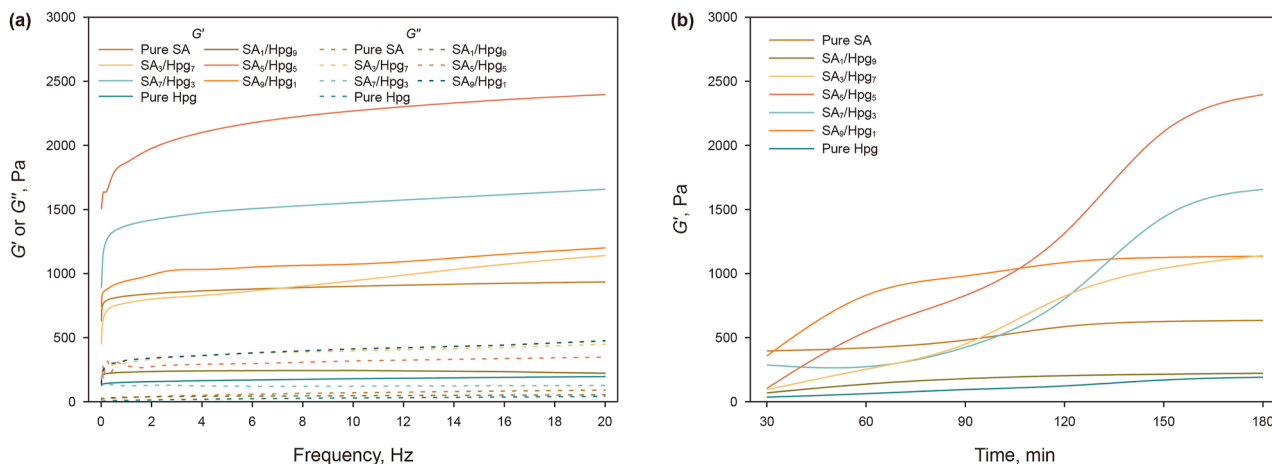 (a)
3000
2500
2000
1500
1000
500
0
G′ or G″, Pa
G′ G″
Pure SA SA₁/Hpg₉ Pure SA SA₁/Hpg₉
SA₃/Hpg₇ SA₅/Hpg₅ SA₃/Hpg₇ SA₅/Hpg₅
SA₇/Hpg₃ SA₉/Hpg₁ SA₇/Hpg₃ SA₉/Hpg₁
Pure Hpg Pure Hpg
0 2 4 6 8 10 12 14 16 18 20
Frequency, Hz
(b)
3000
2500
2000
1500
1000
500
0
G′, Pa
Pure SA
SA₁/Hpg₉
SA₃/Hpg₇
SA₅/Hpg₅
SA₇/Hpg₃
SA₉/Hpg₁
Pure Hpg
30 60 90 120 150 180
Time, min